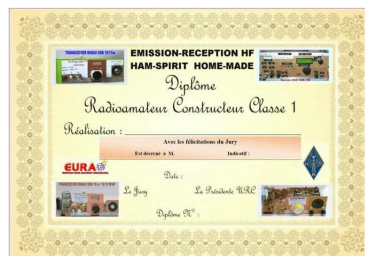 EMISSION-RECEPTION HF
HAM-SPIRIT HOME-MADE
Diplôme
Radioamateur Constructeur Classe 1
Réalisation :
Avec les félicitations du Jury
Est décerné à M. Indicatif :
EURAO
Date :
Le Jury La Présidente URC
Diplôme N° :